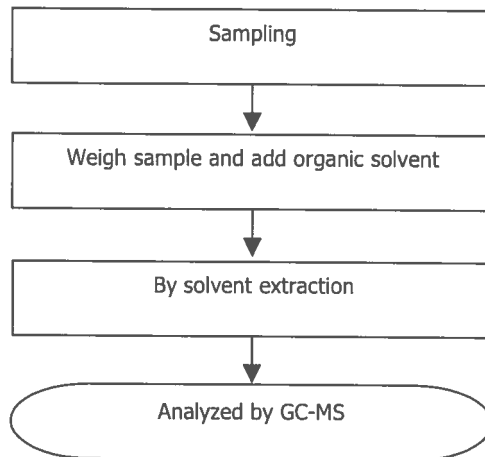 Sampling
Weigh sample and add organic solvent
By solvent extraction
Analyzed by GC-MS